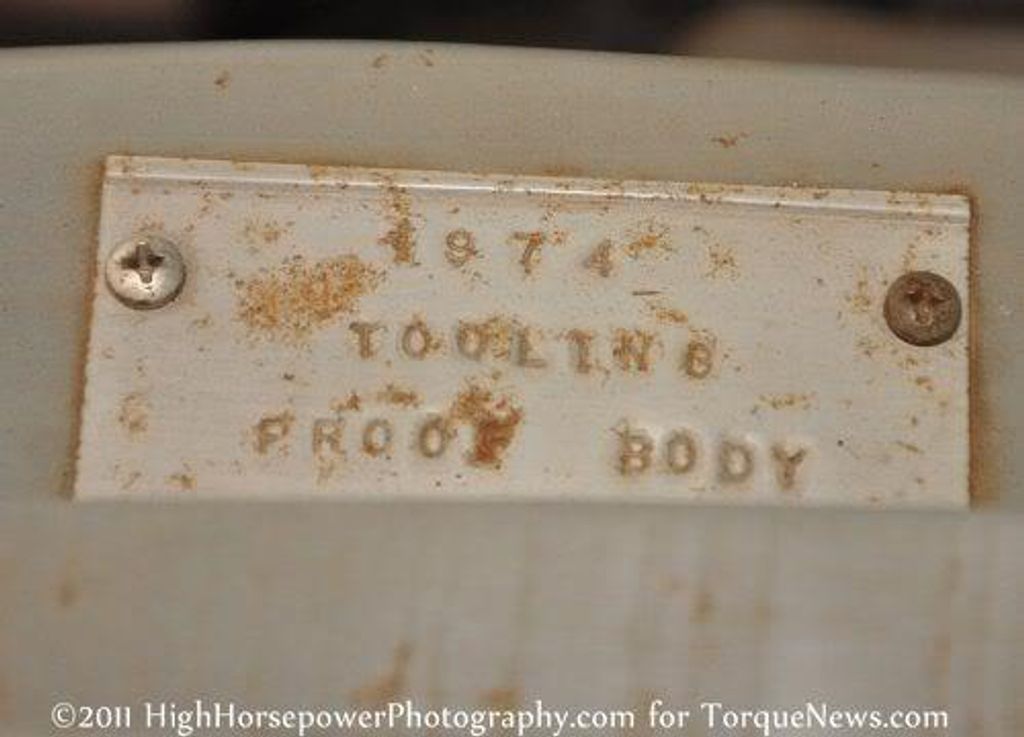 1974
TOOLING
PROOF BODY
©2011 HighHorsepowerPhotography.com for TorqueNews.com